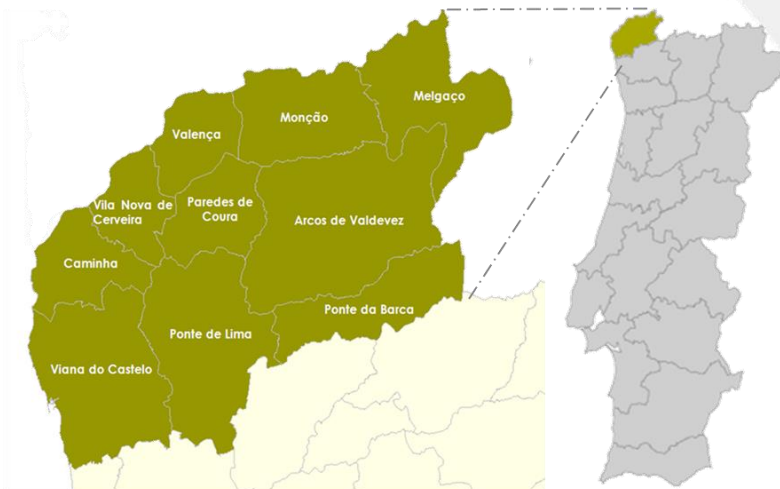 Melgaço
Monção
Valença
Vila Nova de
Cerveira
Paredes de
Coura
Arcos de Valdevez
Caminha
Ponte da Barca
Ponte de Lima
Viana do Castelo